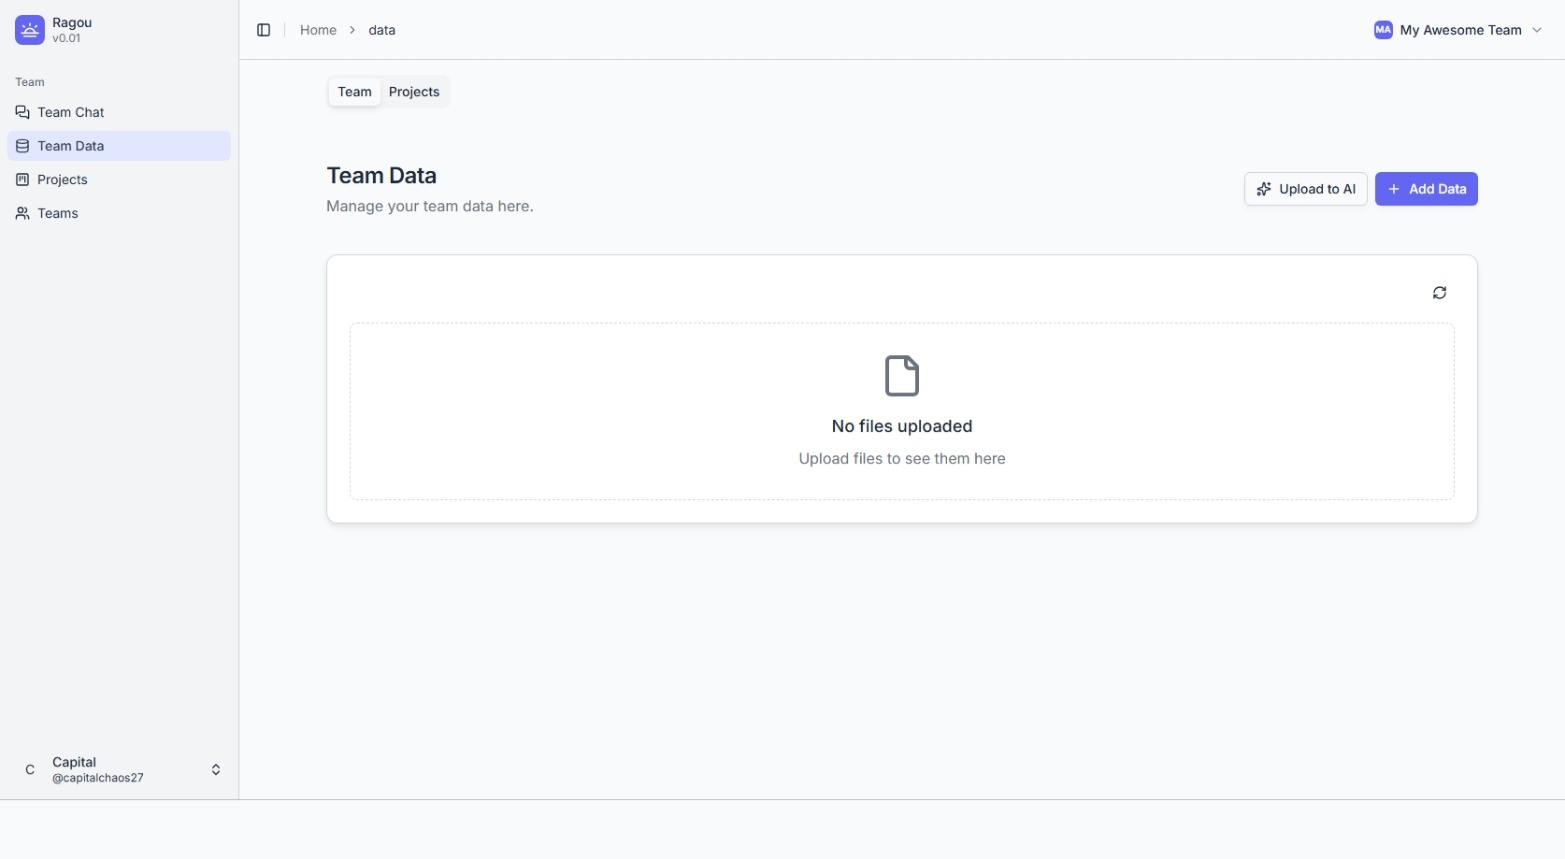 Ragou
v0.01
Team
Team Chat
Team Data
Projects
Teams
Capital
C
@capitalchaos27
Home
data
MA
My Awesome Team
Team
Projects
Team Data
Manage your team data here.
Upload to AI
Add Data
No files uploaded
Upload files to see them here